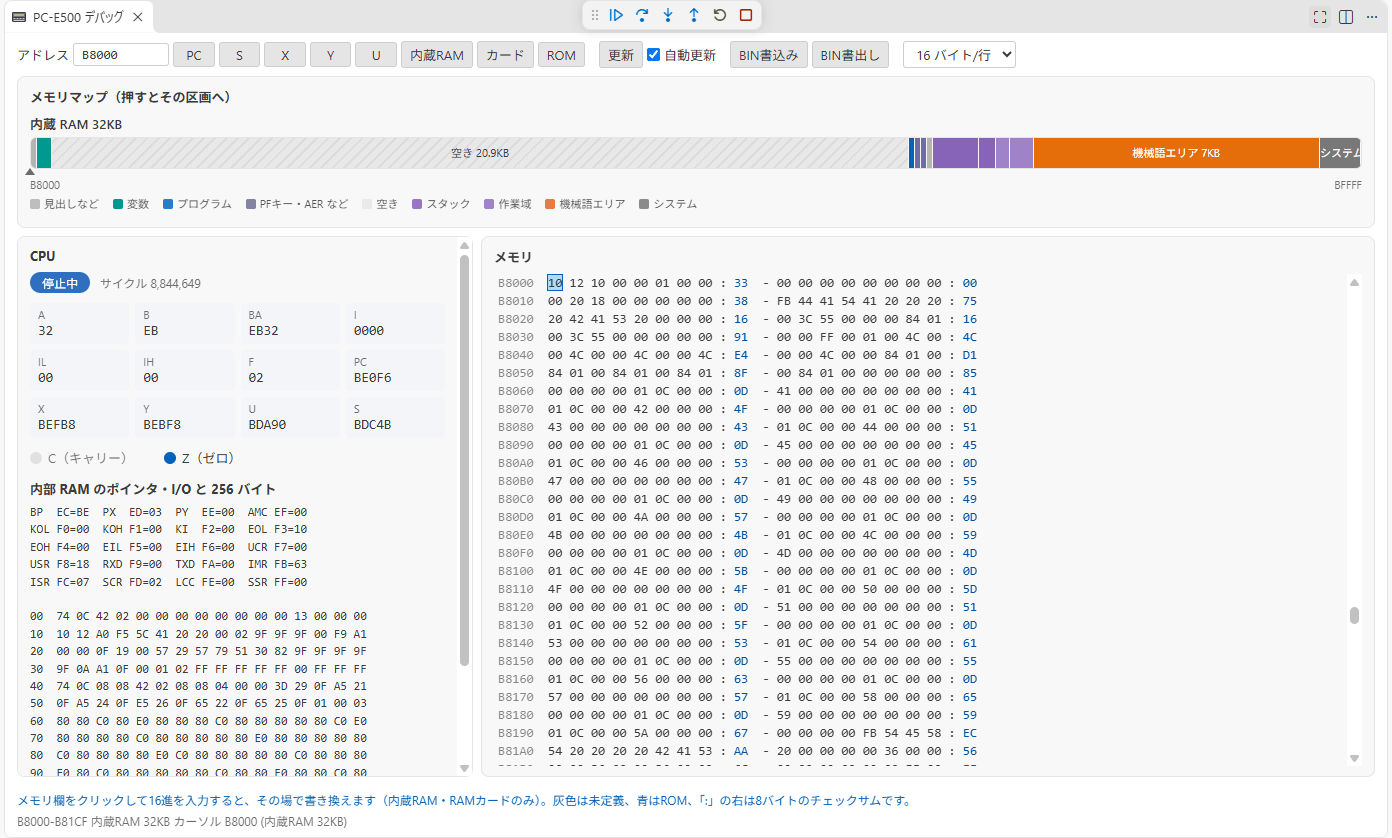 PC-E500 デバッグ
アドレス B8000 PC S X Y U 内蔵RAM カード ROM 更新 自動更新 BIN書込み BIN書出し 16 バイト/行
メモリマップ（押すとその区画へ）
内蔵 RAM 32KB
空き 20.9KB 機械語エリア 7KB システム
B8000 BFFFF
見出しなど 変数 プログラム PFキー・AER など 空き スタック 作業域 機械語エリア システム
CPU
停止中 サイクル 8,844,649
A B BA I
32 EB EB32 0000
IL IH F PC
00 00 02 BE0F6
X Y U S
BEFB8 BEBF8 BDA90 BDC4B
C（キャリー） Z（ゼロ）
内部 RAM のポインタ・I/O と 256 バイト
BP EC=BE PX ED=03 PY EE=00 AMC EF=00
KOL F0=00 KOH F1=00 KI F2=00 EOL F3=10
EOH F4=00 EIL F5=00 EIH F6=00 UCR F7=00
USR F8=18 RXD F9=00 TXD FA=00 IMR FB=63
ISR FC=07 SCR FD=02 LCC FE=00 SSR FF=00
00 74 0C 42 02 00 00 00 00 00 00 00 00 13 00 00 00
10 10 12 A0 F5 5C 41 20 20 00 02 9F 9F 9F 00 F9 A1
20 00 00 0F 19 00 57 29 57 79 51 30 82 9F 9F 9F 9F
30 9F 0A A1 0F 00 01 02 FF FF FF FF FF 00 FF FF FF
40 74 0C 08 08 42 02 08 08 04 00 00 3D 29 0F A5 21
50 0F A5 24 0F E5 26 0F 65 22 0F 65 25 0F 01 00 03
60 80 80 C0 80 E0 80 80 80 C0 80 80 80 80 80 C0 E0
70 80 80 80 80 C0 80 80 80 80 E0 80 80 80 80 80
80 C0 80 80 80 80 E0 C0 80 80 80 80 C0 80 80 80
90 E0 80 C0 80 80 80 80 C0 80 80 E0 80 80 C0 80
メモリ
B8000 10 12 10 00 00 01 00 00 : 33 - 00 00 00 00 00 00 00 00 : 00
B8010 00 20 18 00 00 00 00 00 : 38 - FB 44 41 54 41 20 20 20 : 75
B8020 20 42 41 53 20 00 00 00 : 16 - 00 3C 55 00 00 00 84 01 : 16
B8030 00 3C 55 00 00 00 00 00 : 91 - 00 00 FF 00 01 00 4C 00 : 4C
B8040 00 4C 00 00 4C 00 00 4C : E4 - 00 00 4C 00 00 84 01 00 : D1
B8050 84 01 00 84 01 00 84 01 : 8F - 00 84 01 00 00 00 00 00 : 85
B8060 00 00 00 00 01 0C 00 00 : 0D - 41 00 00 00 00 00 00 00 : 41
B8070 01 0C 00 00 42 00 00 00 : 4F - 00 00 00 00 01 0C 00 00 : 0D
B8080 43 00 00 00 00 00 00 00 : 43 - 01 0C 00 00 44 00 00 00 : 51
B8090 00 00 00 00 01 0C 00 00 : 0D - 45 00 00 00 00 00 00 00 : 45
B80A0 01 0C 00 00 46 00 00 00 : 53 - 00 00 00 00 01 0C 00 00 : 0D
B80B0 47 00 00 00 00 00 00 00 : 47 - 01 0C 00 00 48 00 00 00 : 55
B80C0 00 00 00 00 01 0C 00 00 : 0D - 49 00 00 00 00 00 00 00 : 49
B80D0 01 0C 00 00 4A 00 00 00 : 57 - 00 00 00 00 01 0C 00 00 : 0D
B80E0 4B 00 00 00 00 00 00 00 : 4B - 01 0C 00 00 4C 00 00 00 : 59
B80F0 00 00 00 00 01 0C 00 00 : 0D - 4D 00 00 00 00 00 00 00 : 4D
B8100 01 0C 00 00 4E 00 00 00 : 5B - 00 00 00 00 01 0C 00 00 : 0D
B8110 4F 00 00 00 00 00 00 00 : 4F - 01 0C 00 00 50 00 00 00 : 5D
B8120 00 00 00 00 01 0C 00 00 : 0D - 51 00 00 00 00 00 00 00 : 51
B8130 01 0C 00 00 52 00 00 00 : 5F - 00 00 00 00 01 0C 00 00 : 0D
B8140 53 00 00 00 00 00 00 00 : 53 - 01 0C 00 00 54 00 00 00 : 61
B8150 00 00 00 00 01 0C 00 00 : 0D - 55 00 00 00 00 00 00 00 : 55
B8160 01 0C 00 00 56 00 00 00 : 63 - 00 00 00 00 01 0C 00 00 : 0D
B8170 57 00 00 00 00 00 00 00 : 57 - 01 0C 00 00 58 00 00 00 : 65
B8180 00 00 00 00 01 0C 00 00 : 0D - 59 00 00 00 00 00 00 00 : 59
B8190 01 0C 00 00 5A 00 00 00 : 67 - 00 00 00 00 FB 54 45 58 : EC
B81A0 54 20 20 20 20 42 41 53 : AA - 20 00 00 00 00 36 00 00 : 56
メモリ欄をクリックして16進を入力すると、その場で書き換えます（内蔵RAM・RAMカードのみ）。灰色は未定義、青はROM、「:」の右は8バイトのチェックサムです。
B8000-B81CF 内蔵RAM 32KB カーソル B8000 (内蔵RAM 32KB)